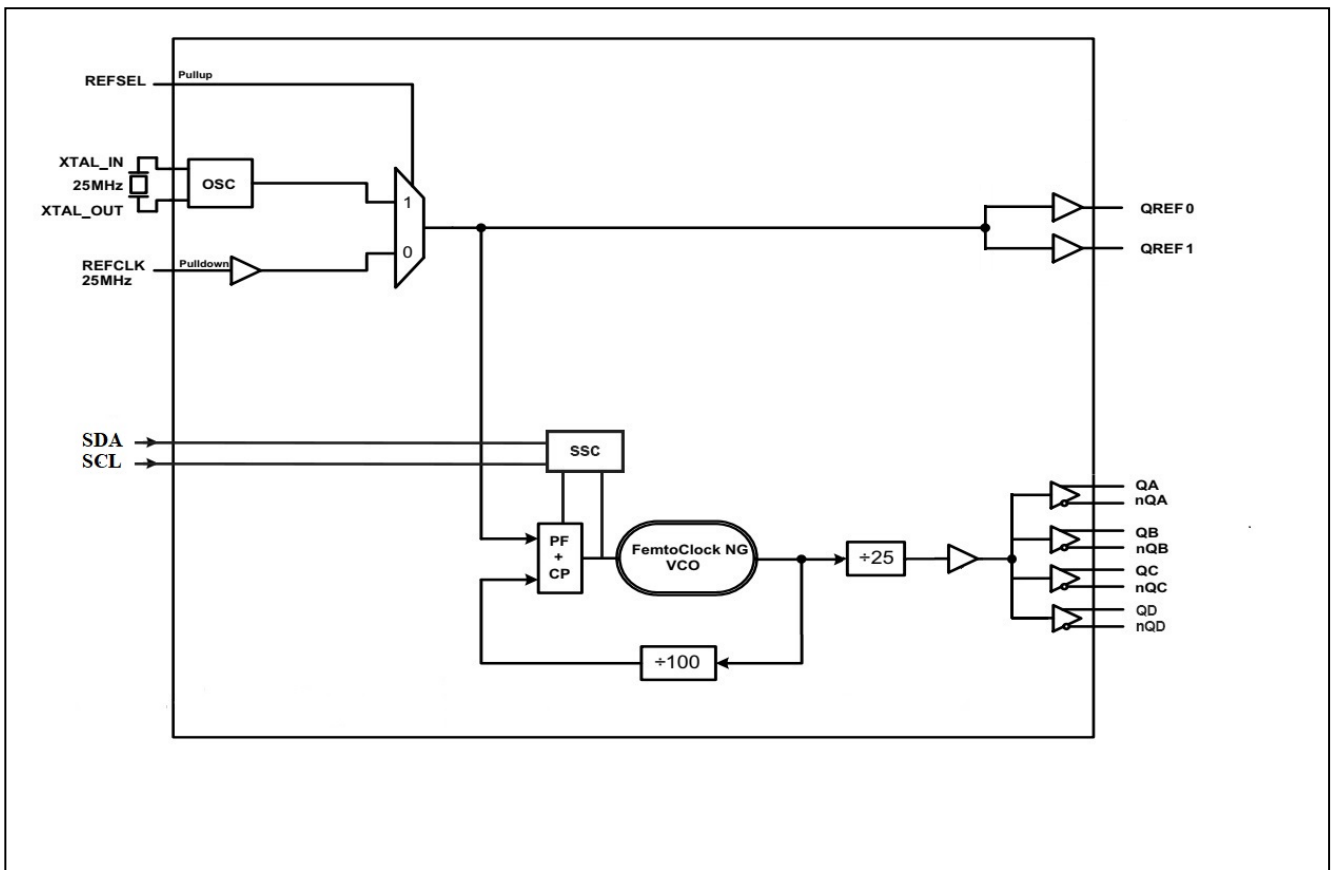 Pullup
REFSEL
XTAL_IN
25MHz
XTAL_OUT
OSC
1
0
REFCLK
25MHz
Pulldown
QREF0
QREF1
SDA
SCL
SSC
PF
+
CP
FemtoClock NG
VCO
÷25
÷100
QA
nQA
QB
nQB
QC
nQC
QD
nQD